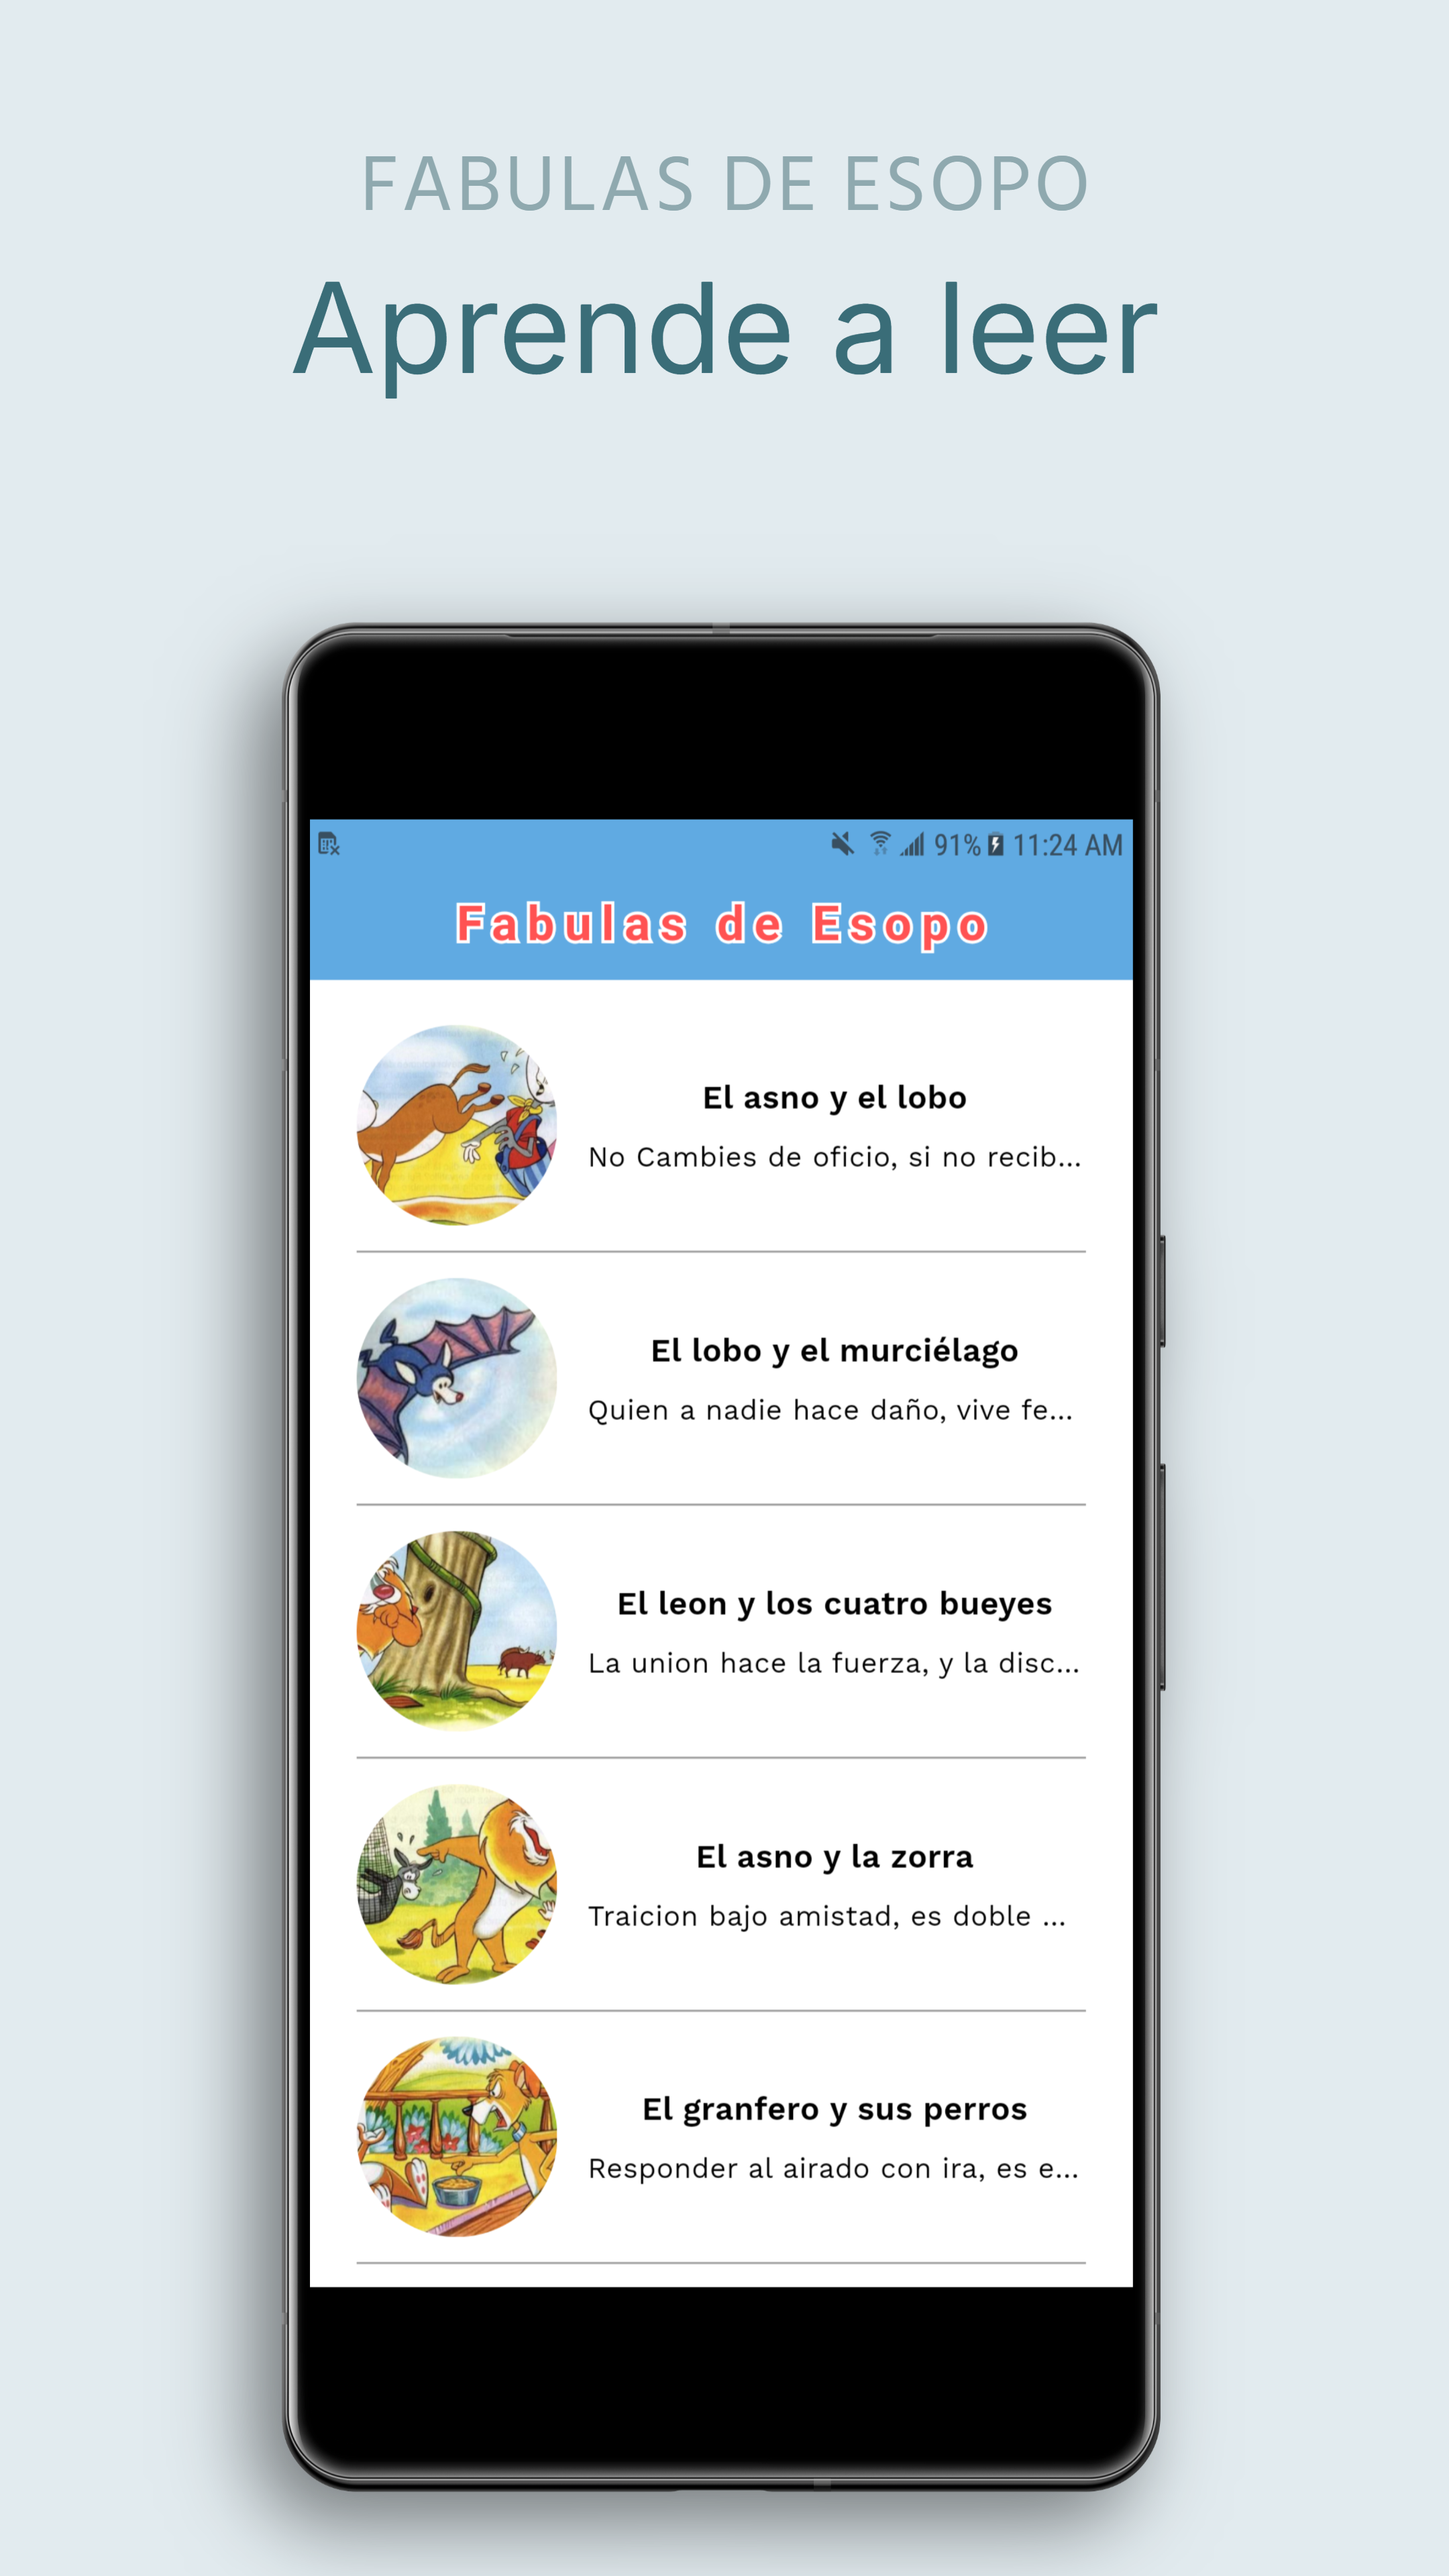 FABULAS DE ESOPO
Aprende a leer
91% 11:24 AM
Fabulas de Esopo
El asno y el lobo
No Cambies de oficio, si no recib...
El lobo y el murciélago
Quien a nadie hace daño, vive fe...
El leon y los cuatro bueyes
La union hace la fuerza, y la disc...
El asno y la zorra
Traicion bajo amistad, es doble ...
El granfero y sus perros
Responder al airado con ira, es e...